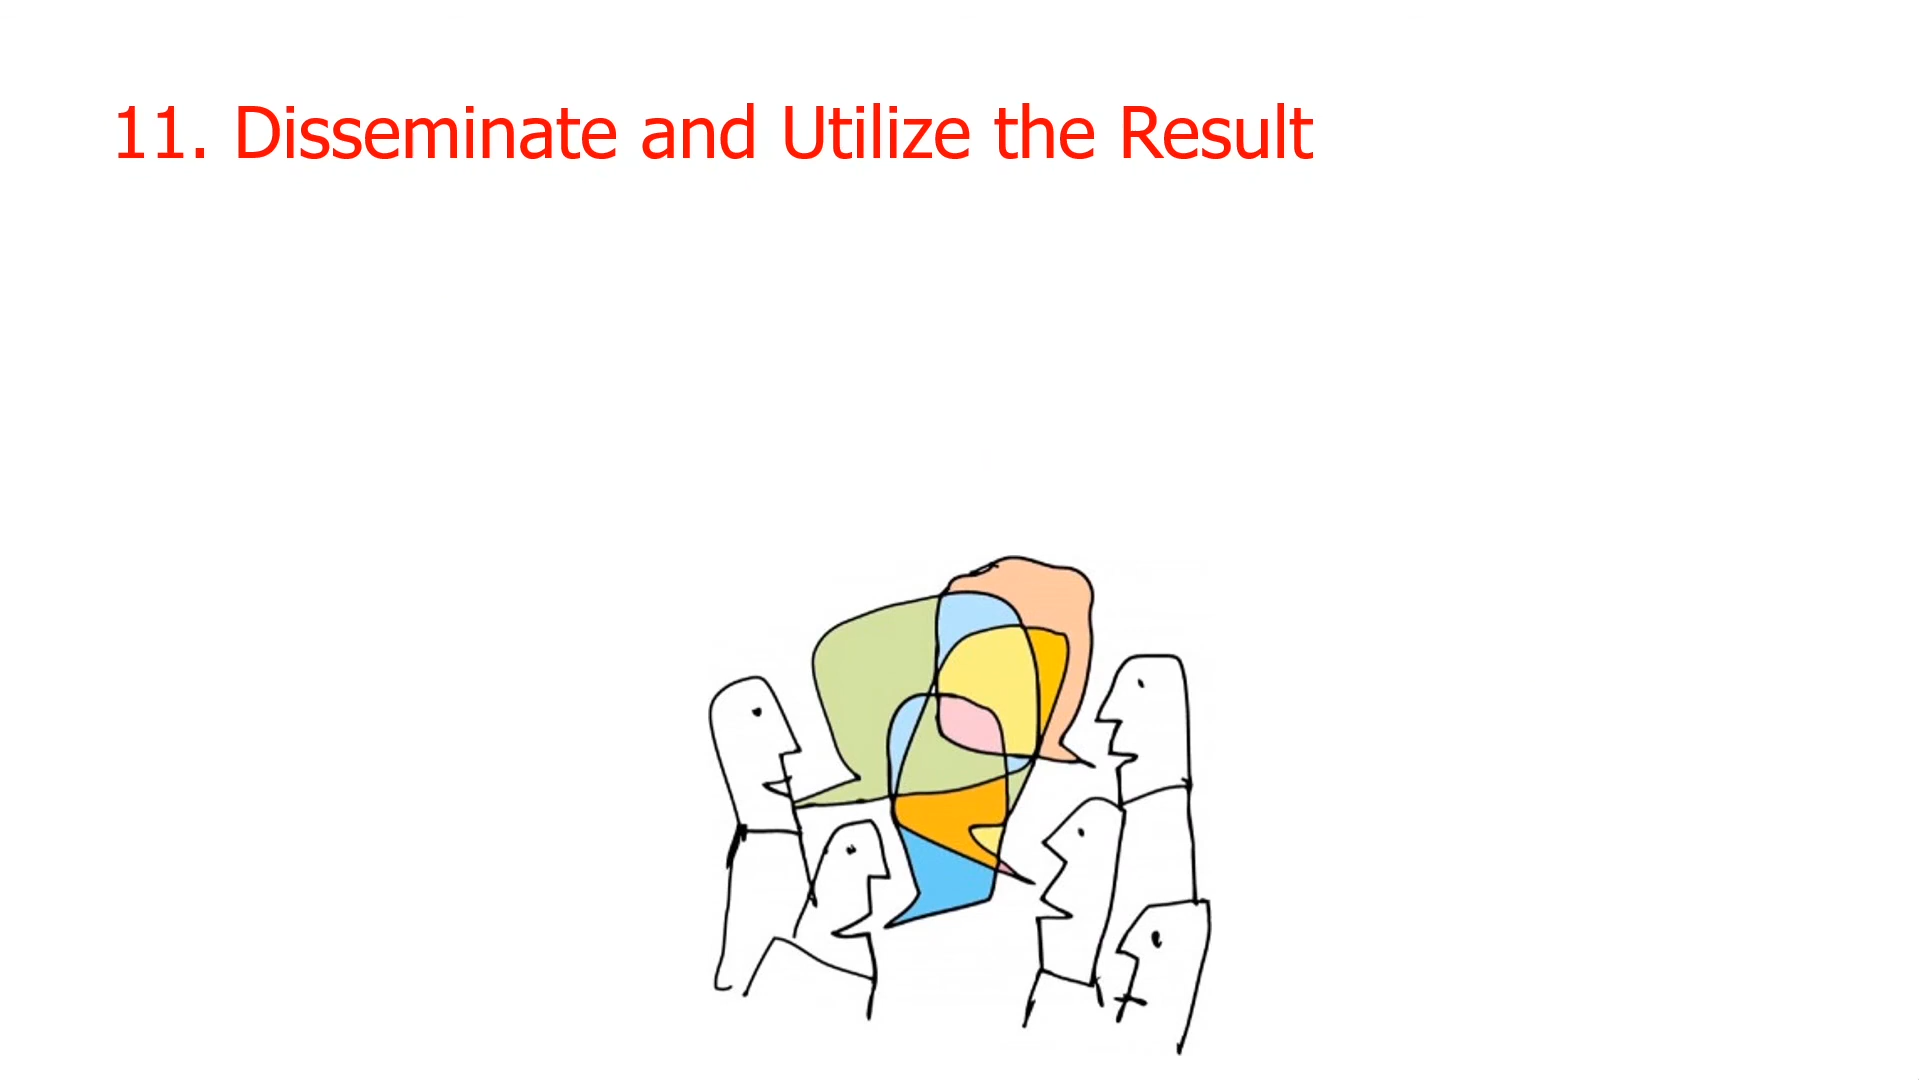 11. Disseminate and Utilize the Result